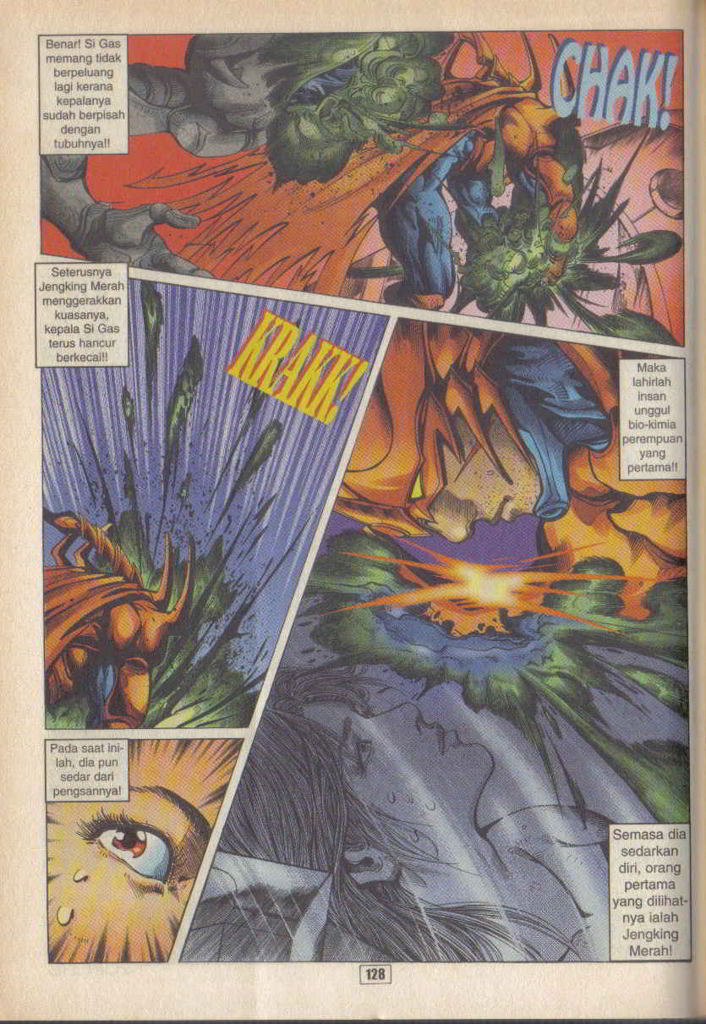 Benar! Si Gas
memang tidak
berpeluang
lagi kerana
kepalanya
sudah berpisah
dengan
tubuhnya!!
CHAK!
Seterusnya
Jengking Merah
menggerakkan
kuasanya,
kepala Si Gas
terus hancur
berkecai!!
KRAKK!
Maka
lahirlah
insan
unggul
bio-kimia
perempuan
yang
pertama!!
Pada saat ini-
lah, dia pun
sedar dari
pengsannya!
Semasa dia
sedarkan
diri, orang
pertama
yang dilihat-
nya ialah
Jengking
Merah!
128